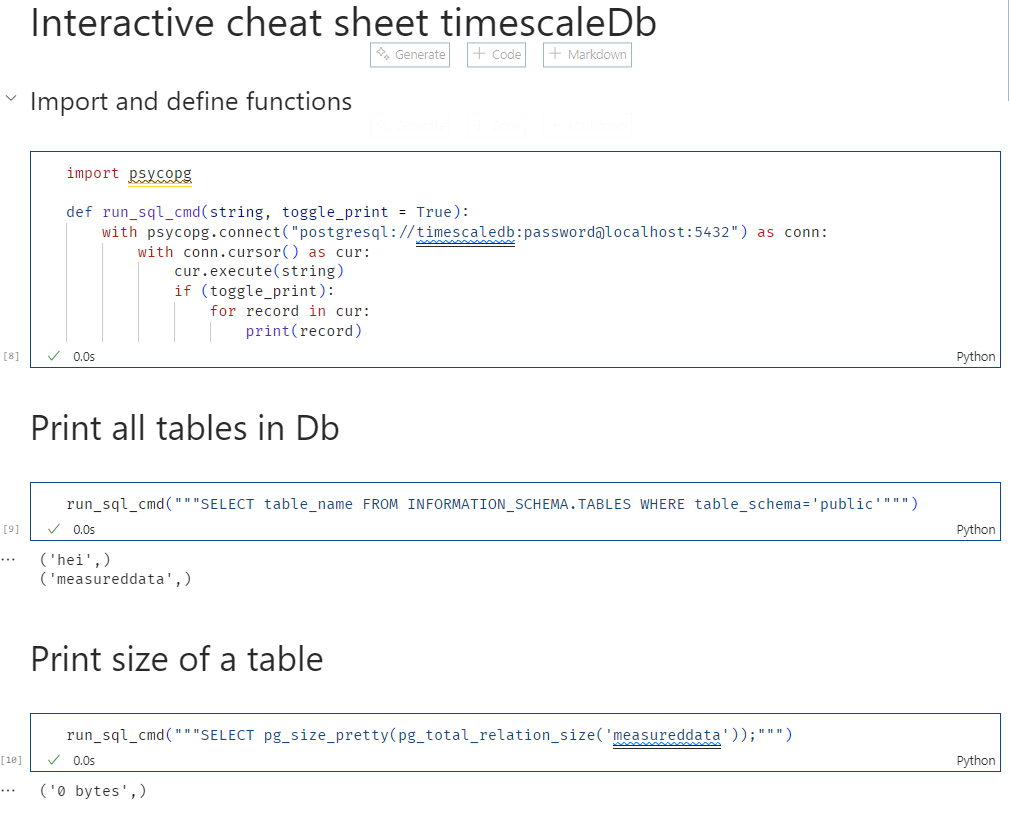 Interactive cheat sheet timescaleDb
Generate + Code + Markdown
Import and define functions
import psycopg
def run_sql_cmd(string, toggle_print = True):
with psycopg.connect("postgresql://timescaledb:password@localhost:5432") as conn:
with conn.cursor() as cur:
cur.execute(string)
if (toggle_print):
for record in cur:
print(record)
[8] 0.0s Python
Print all tables in Db
run_sql_cmd("""SELECT table_name FROM INFORMATION_SCHEMA.TABLES WHERE table_schema='public'""")
[9] 0.0s Python
... ('hei',)
('measureddata',)
Print size of a table
run_sql_cmd("""SELECT pg_size_pretty(pg_total_relation_size('measureddata'));""")
[10] 0.0s Python
... ('0 bytes',)